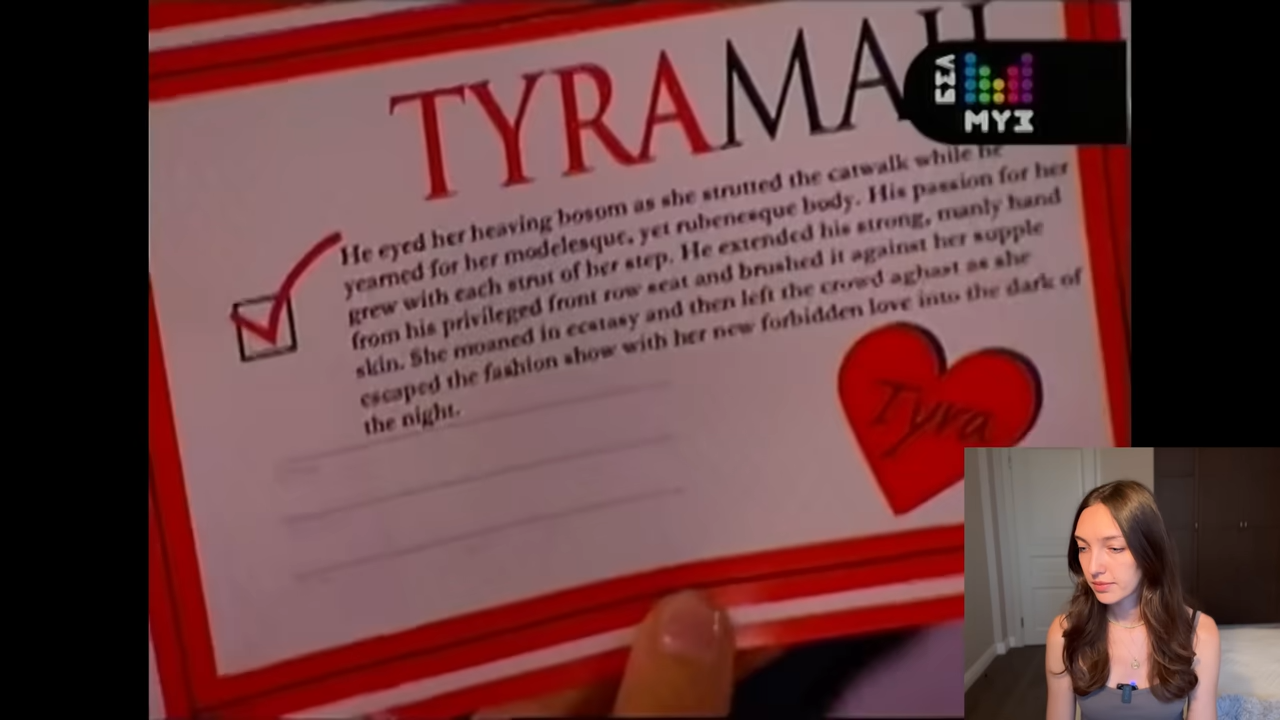 TYRAMAIL
БЕЛ
МУЗ
He eyed her heaving bosom as she strutted the catwalk while he
yearned for her modelesque, yet rubenesque body. His passion for her
grew with each strut of her step. He extended his strong, manly hand
from his privileged front row seat and brushed it against her supple
skin. She moaned in ecstasy and then left the crowd aghast as she
escaped the fashion show with her new forbidden love into the dark of
the night.
Tyra